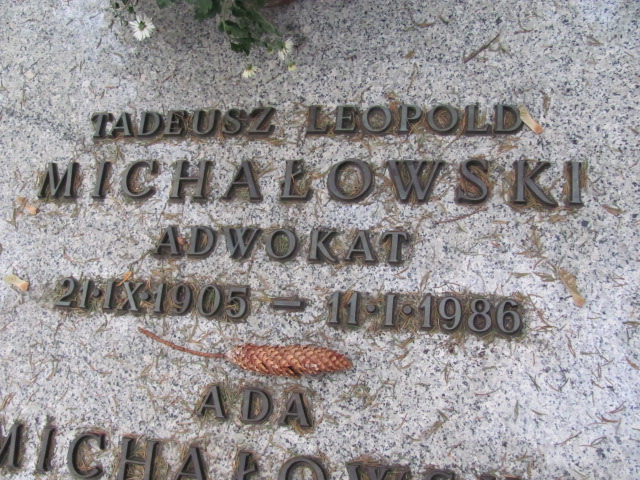 TADEUSZ LEOPOLD
MICHAŁOWSKI
ADWOKAT
21·IX·1905 — 11·I·1986
ADA